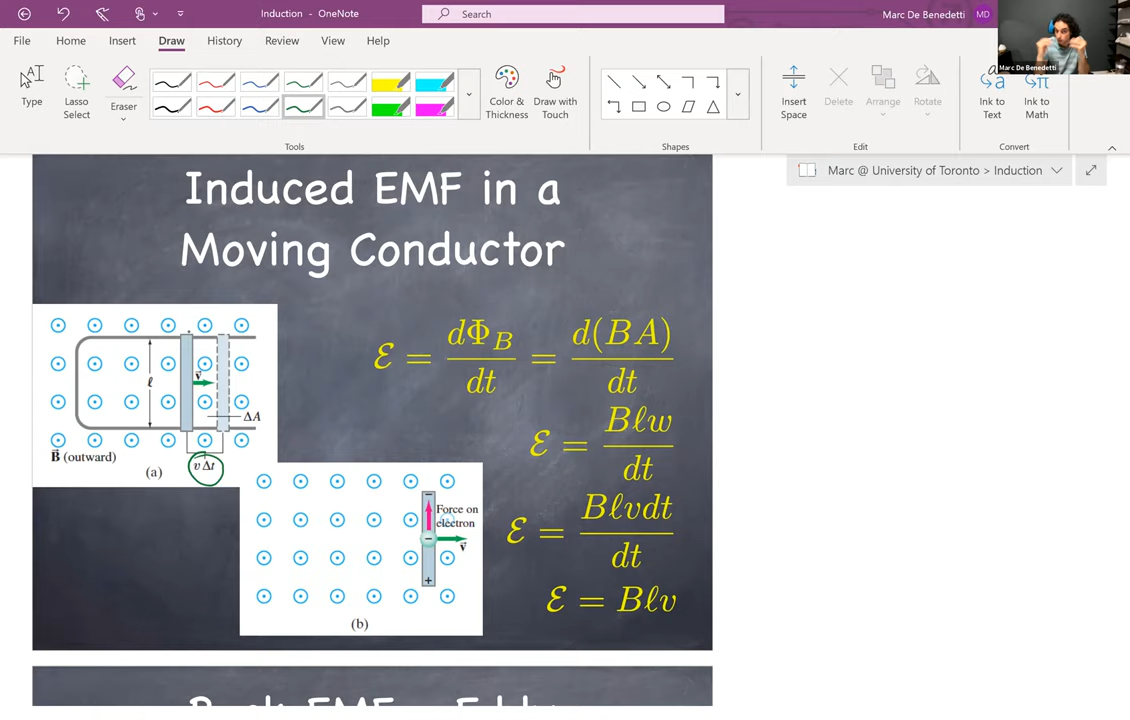 Induction - OneNote
Search
Marc De Benedetti
MD
File Home Insert Draw History Review View Help
Marc De Benedetti
Type
Lasso Select
Eraser
Color & Thickness
Draw with Touch
Insert Space
Delete
Arrange
Rotate
Ink to Text
Ink to Math
Tools
Shapes
Edit
Convert
Marc @ University of Toronto > Induction
Induced EMF in a
Moving Conductor
ℰ = dΦ_B/dt = d(BA)/dt
ℰ = Bℓw/dt
ℰ = Bℓvdt/dt
ℰ = Bℓv
ℓ
v⃗
ΔA
B⃗ (outward)
v Δt
(a)
−
Force on
electron
−
v⃗
+
(b)